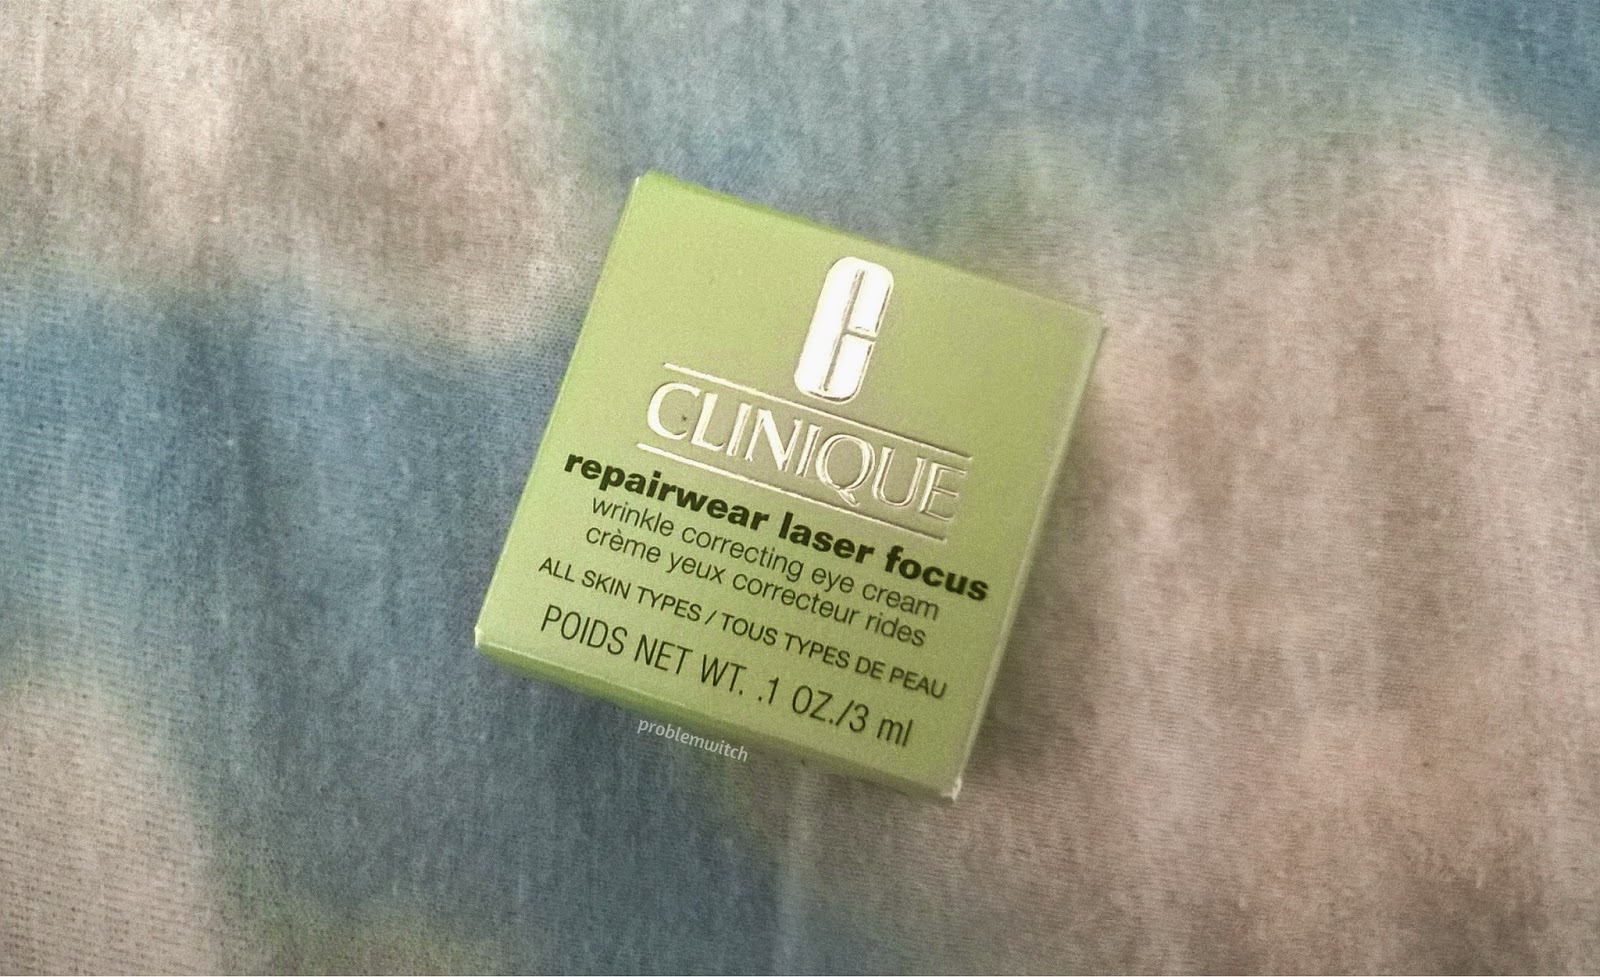 CLINIQUE
repairwear laser focus
wrinkle correcting eye cream
crème yeux correcteur rides
ALL SKIN TYPES / TOUS TYPES DE PEAU
POIDS NET WT. .1 OZ./3 ml
problemwitch